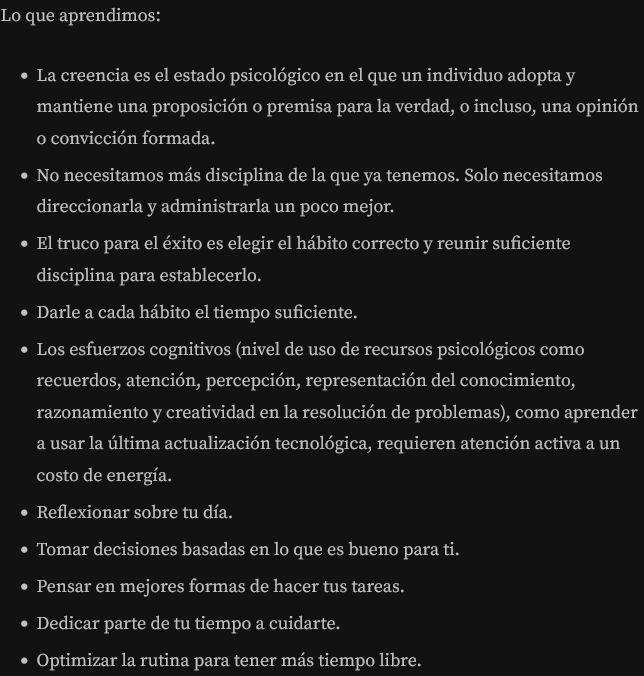 Lo que aprendimos:
• La creencia es el estado psicológico en el que un individuo adopta y
mantiene una proposición o premisa para la verdad, o incluso, una opinión
o convicción formada.
• No necesitamos más disciplina de la que ya tenemos. Solo necesitamos
direccionarla y administrarla un poco mejor.
• El truco para el éxito es elegir el hábito correcto y reunir suficiente
disciplina para establecerlo.
• Darle a cada hábito el tiempo suficiente.
• Los esfuerzos cognitivos (nivel de uso de recursos psicológicos como
recuerdos, atención, percepción, representación del conocimiento,
razonamiento y creatividad en la resolución de problemas), como aprender
a usar la última actualización tecnológica, requieren atención activa a un
costo de energía.
• Reflexionar sobre tu día.
• Tomar decisiones basadas en lo que es bueno para ti.
• Pensar en mejores formas de hacer tus tareas.
• Dedicar parte de tu tiempo a cuidarte.
• Optimizar la rutina para tener más tiempo libre.